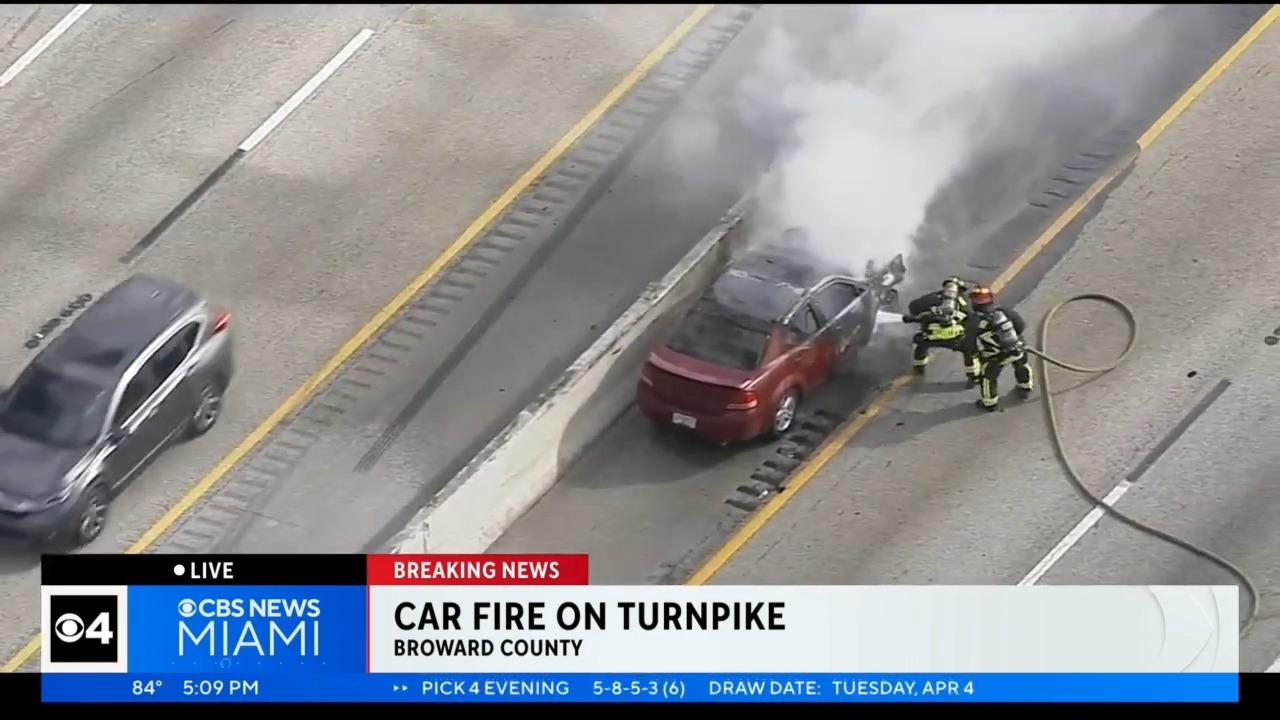 LIVE
BREAKING NEWS
4
CBS NEWS
MIAMI
CAR FIRE ON TURNPIKE
BROWARD COUNTY
84° 5:09 PM
PICK 4 EVENING 5-8-5-3 (6) DRAW DATE: TUESDAY, APR 4